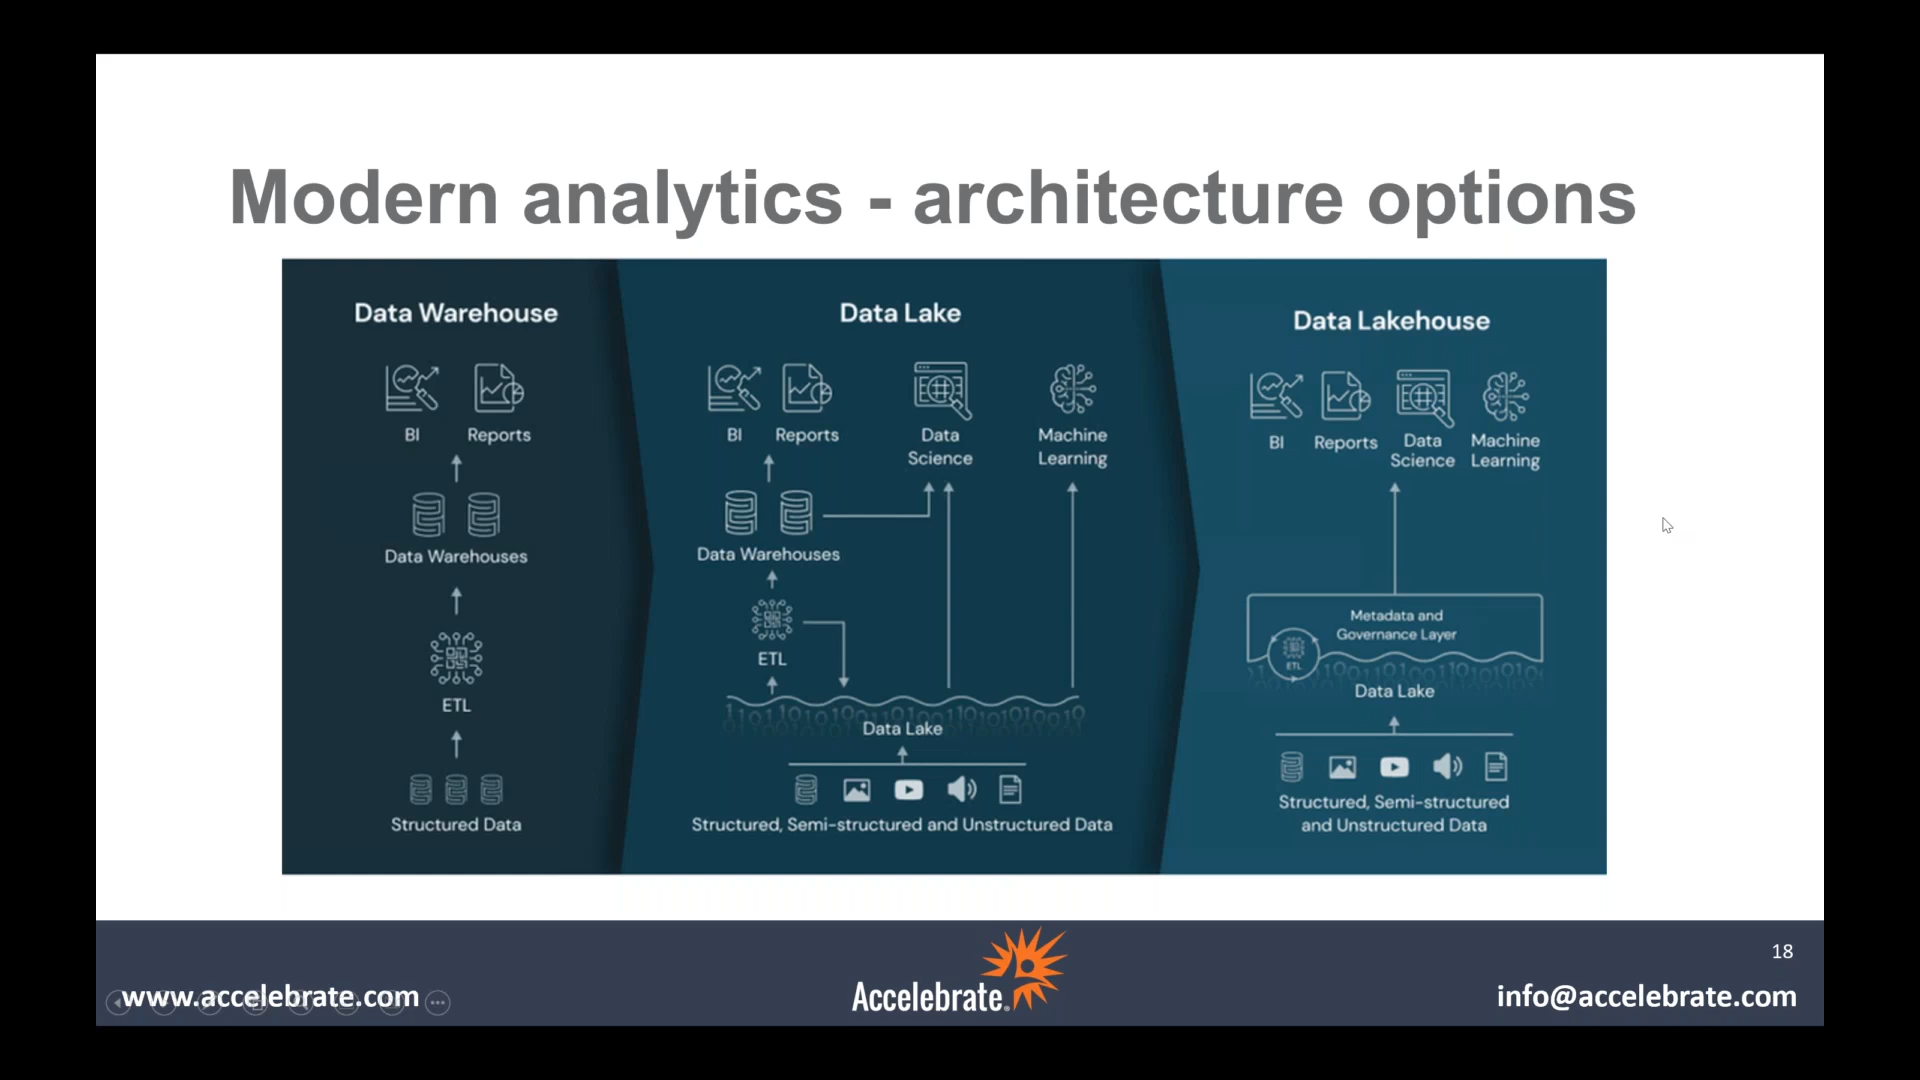 Modern analytics - architecture options
Data Warehouse
BI
Reports
Data Warehouses
ETL
Structured Data
Data Lake
BI
Reports
Data
Science
Machine
Learning
Data Warehouses
ETL
Data Lake
Structured, Semi-structured and Unstructured Data
Data Lakehouse
BI
Reports
Data
Science
Machine
Learning
Metadata and
Governance Layer
ETL
Data Lake
Structured, Semi-structured
and Unstructured Data
18
www.accelebrate.com
Accelebrate®
info@accelebrate.com